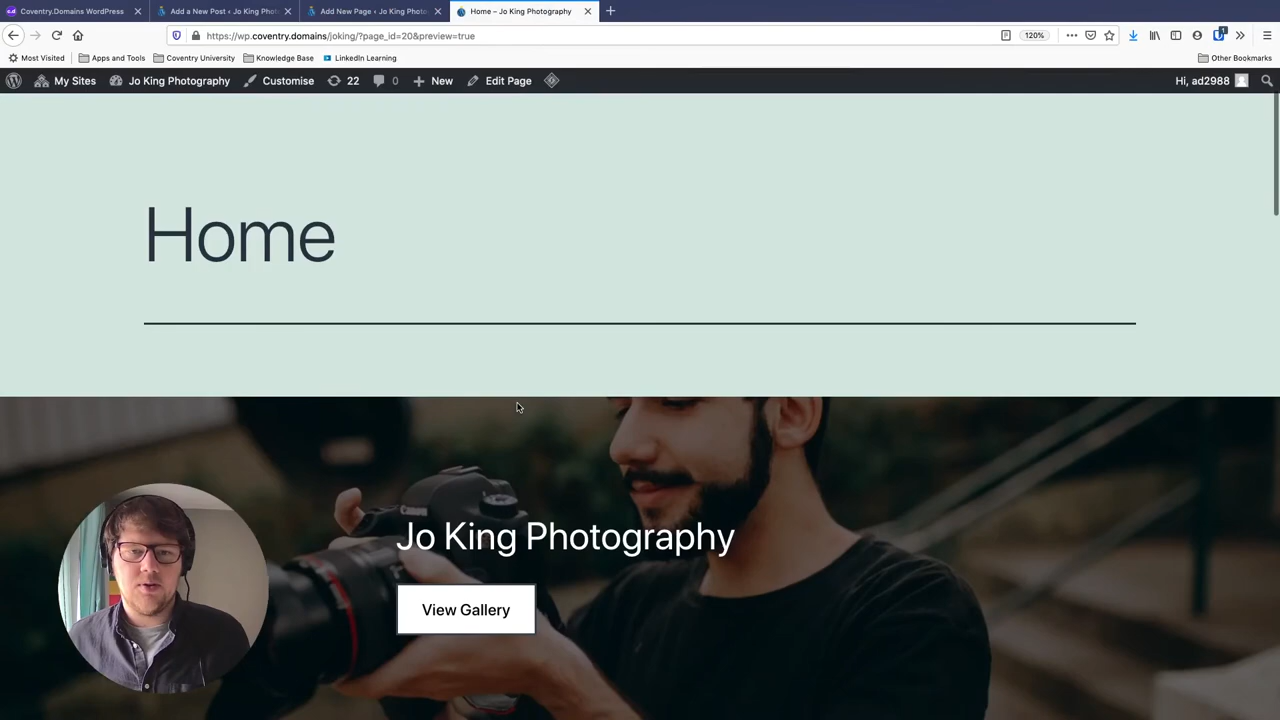 Coventry.Domains WordPress
Add a New Post ‹ Jo King Photo
Add New Page ‹ Jo King Photo
Home – Jo King Photography
https://wp.coventry.domains/joking/?page_id=20&preview=true
120%
1
Most Visited
Apps and Tools
Coventry University
Knowledge Base
LinkedIn Learning
Other Bookmarks
My Sites
Jo King Photography
Customise
22
0
New
Edit Page
Hi, ad2988
Home
Canon
Jo King Photography
View Gallery